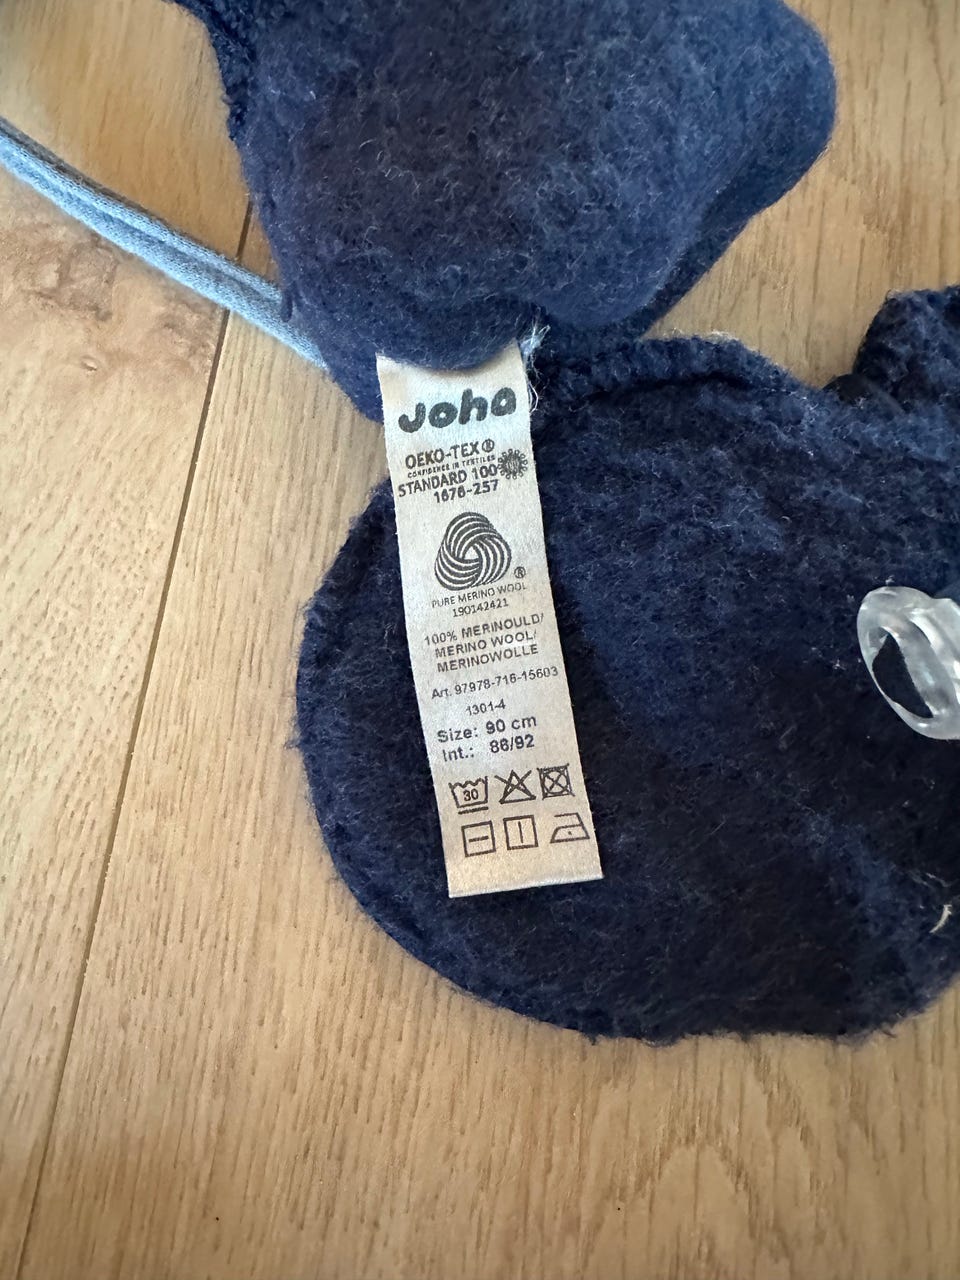 Joha
OEKO-TEX®
CONFIDENCE IN TEXTILES
STANDARD 100
1676-257
®
PURE MERINO WOOL
190142421
100% MERINOULD/
MERINO WOOL/
MERINOWOLLE
Art. 97978-716-15603
1301-4
Size: 90 cm
Int.: 86/92
30